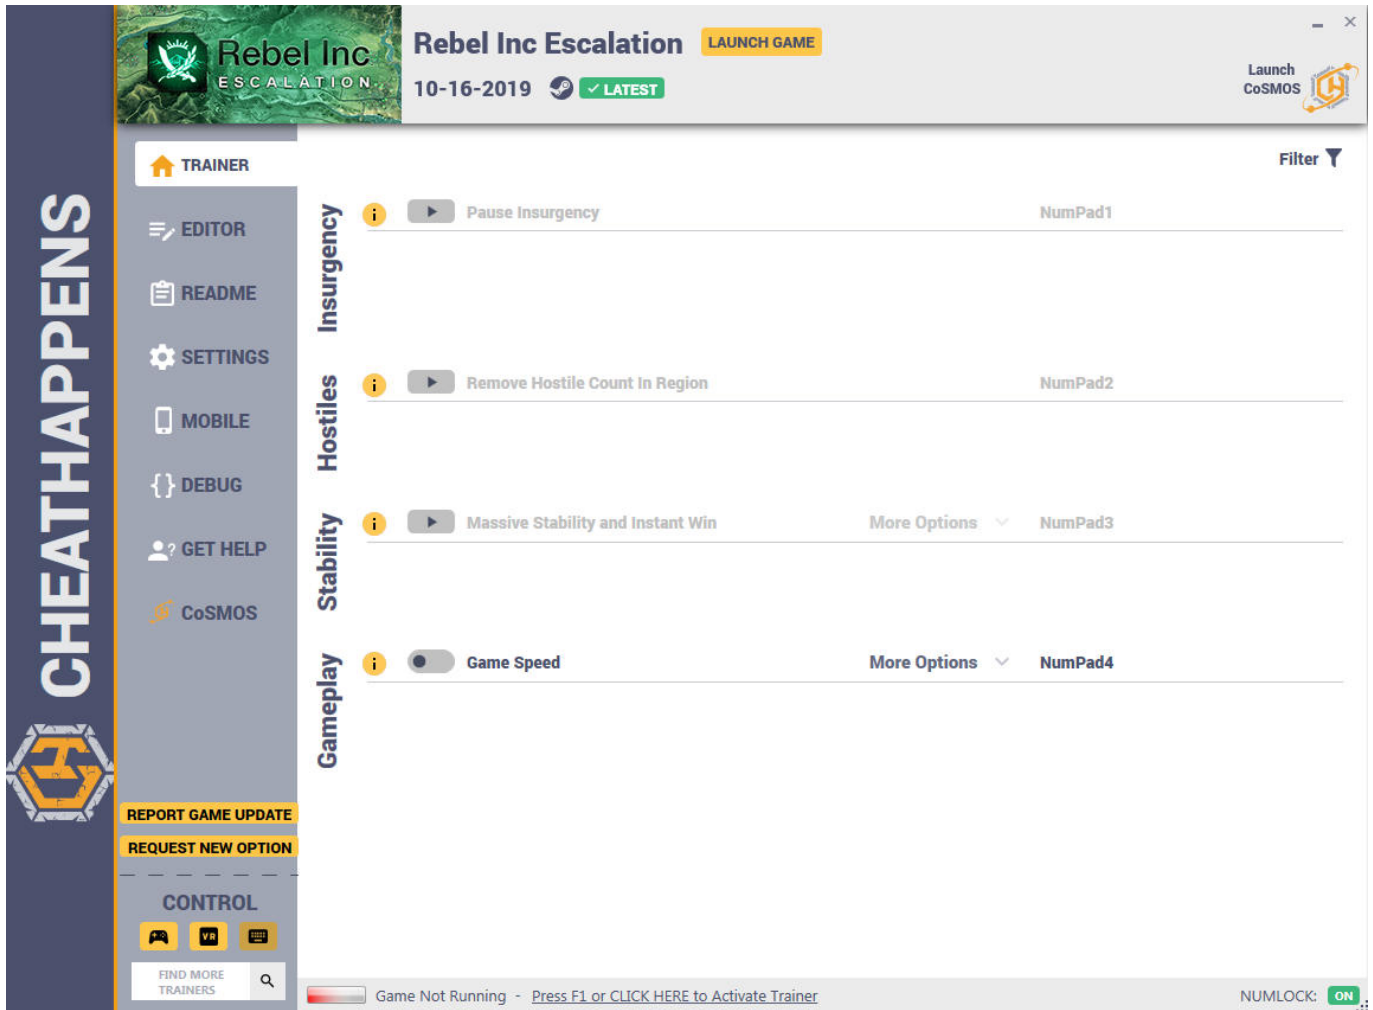 CHEATHAPPENS
Rebel Inc
ESCALATION
Rebel Inc Escalation LAUNCH GAME
10-16-2019 LATEST
Launch
CoSMOS
TRAINER
EDITOR
README
SETTINGS
MOBILE
DEBUG
GET HELP
CoSMOS
REPORT GAME UPDATE
REQUEST NEW OPTION
CONTROL
VR
FIND MORE
TRAINERS
Filter
Insurgency
Pause Insurgency NumPad1
Hostiles
Remove Hostile Count In Region NumPad2
Stability
Massive Stability and Instant Win More Options NumPad3
Gameplay
Game Speed More Options NumPad4
Game Not Running - Press F1 or CLICK HERE to Activate Trainer
NUMLOCK: ON